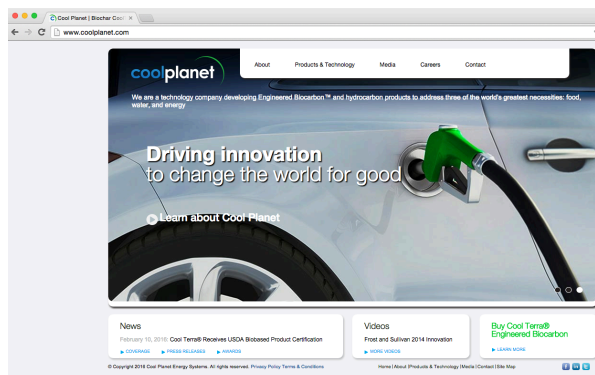 Cool Planet | Biochar Cool
www.coolplanet.com
coolplanet
About Products & Technology Media Careers Contact
We are a technology company developing Engineered Biocarbon™ and hydrocarbon products to address three of the world's greatest necessities: food,
water, and energy
Driving innovation
to change the world for good
Learn about Cool Planet
News
February 10, 2016: Cool Terra® Receives USDA Biobased Product Certification
COVERAGE PRESS RELEASES AWARDS
Videos
Frost and Sullivan 2014 Innovation
MORE VIDEOS
Buy Cool Terra®
Engineered Biocarbon
LEARN MORE
© Copyright 2016 Cool Planet Energy Systems. All rights reserved. Privacy Policy Terms & Conditions
Home | About | Products & Technology | Media | Contact | Site Map